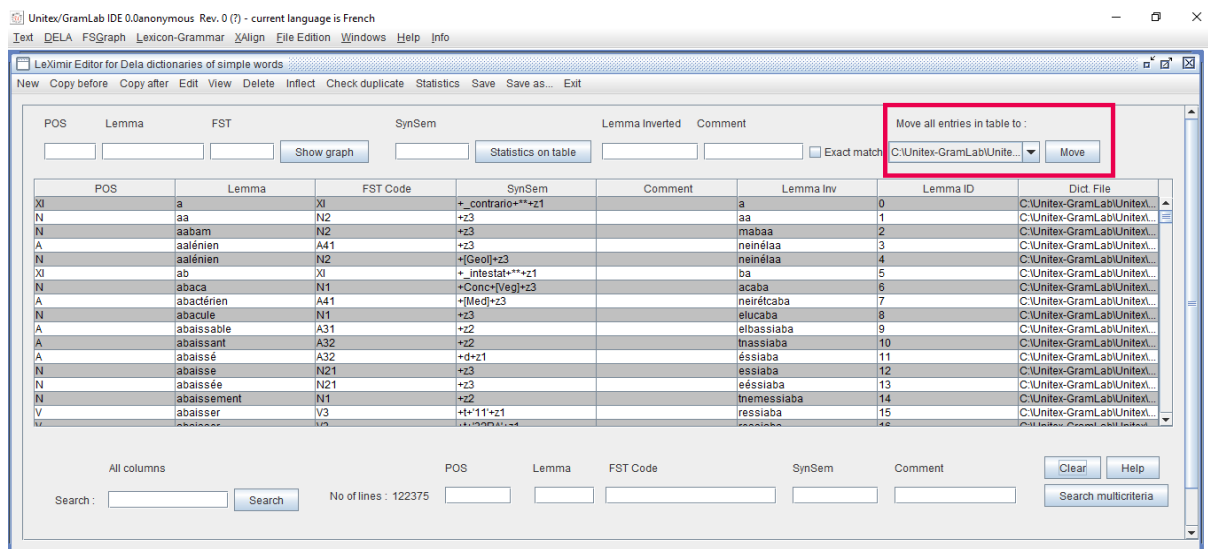 Unitex/GramLab IDE 0.0anonymous Rev. 0 (?) - current language is French
Text DELA FSGraph Lexicon-Grammar XAlign File Edition Windows Help Info
LeXimir Editor for Dela dictionaries of simple words
New Copy before Copy after Edit View Delete Inflect Check duplicate Statistics Save Save as... Exit
POS Lemma FST SynSem Lemma Inverted Comment Move all entries in table to :
Show graph Statistics on table Exact match C:\Unitex-GramLab\Unite... Move
POS Lemma FST Code SynSem Comment Lemma Inv Lemma ID Dict. File
XI a XI +_contrario+**+z1 a 0 C:\Unitex-GramLab\Unitex\...
N aa N2 +z3 aa 1 C:\Unitex-GramLab\Unitex\...
N aabam N2 +z3 mabaa 2 C:\Unitex-GramLab\Unitex\...
A aalénien A41 +z3 neinélaa 3 C:\Unitex-GramLab\Unitex\...
N aalénien N2 +[Geol]+z3 neinélaa 4 C:\Unitex-GramLab\Unitex\...
XI ab XI +_intestat+**+z1 ba 5 C:\Unitex-GramLab\Unitex\...
N abaca N1 +Conc+[Veg]+z3 acaba 6 C:\Unitex-GramLab\Unitex\...
A abactérien A41 +[Med]+z3 neirétcaba 7 C:\Unitex-GramLab\Unitex\...
N abacule N1 +z3 elucaba 8 C:\Unitex-GramLab\Unitex\...
A abaissable A31 +z2 elbassiaba 9 C:\Unitex-GramLab\Unitex\...
A abaissant A32 +z2 tnassiaba 10 C:\Unitex-GramLab\Unitex\...
A abaissé A32 +d+z1 éssiaba 11 C:\Unitex-GramLab\Unitex\...
N abaisse N21 +z3 essiaba 12 C:\Unitex-GramLab\Unitex\...
N abaissée N21 +z3 eéssiaba 13 C:\Unitex-GramLab\Unitex\...
N abaissement N1 +z2 tnemessiaba 14 C:\Unitex-GramLab\Unitex\...
V abaisser V3 +t+'11'+z1 ressiaba 15 C:\Unitex-GramLab\Unitex\...
All columns POS Lemma FST Code SynSem Comment Clear Help
Search : Search No of lines : 122375 Search multicriteria